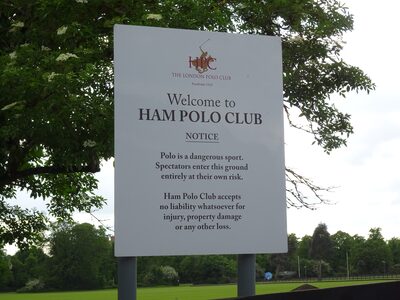 HPC
THE LONDON POLO CLUB
Welcome to
HAM POLO CLUB
NOTICE
Polo is a dangerous sport.
Spectators enter this ground
entirely at their own risk.
Ham Polo Club accepts
no liability whatsoever for
injury, property damage
or any other loss.